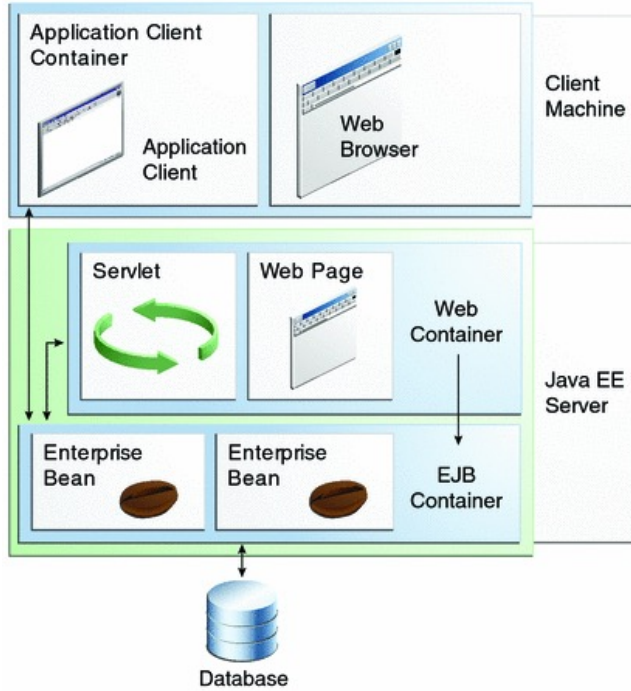 Application Client
Container
Application
Client
Web
Browser
Client
Machine
Servlet
Web Page
Web
Container
Java EE
Server
Enterprise
Bean
Enterprise
Bean
EJB
Container
Database